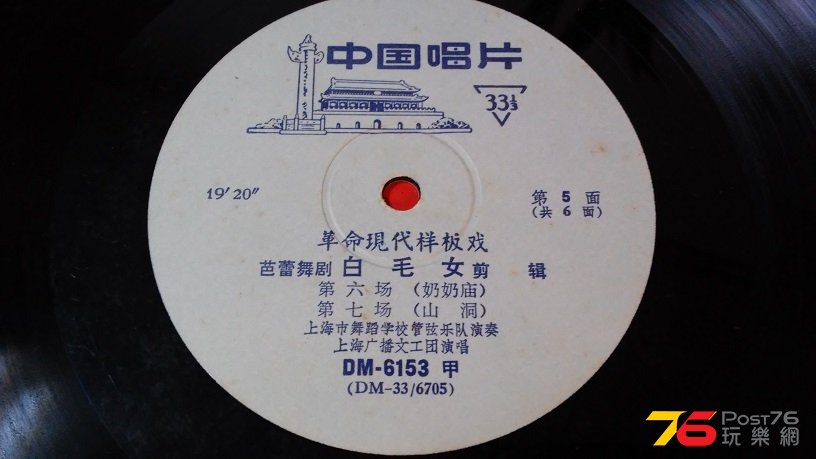 中国唱片
33⅓
19′20″
第 5 面
(共 6 面)
革命現代样板戏
芭蕾舞剧 白毛女 剪 辑
第 六 场 (奶奶庙)
第 七 场 (山 洞)
上海市舞蹈学校管弦乐队演奏
上海广播文工团演唱
DM-6153 甲
(DM-33/6705)
76 Post76
玩樂網